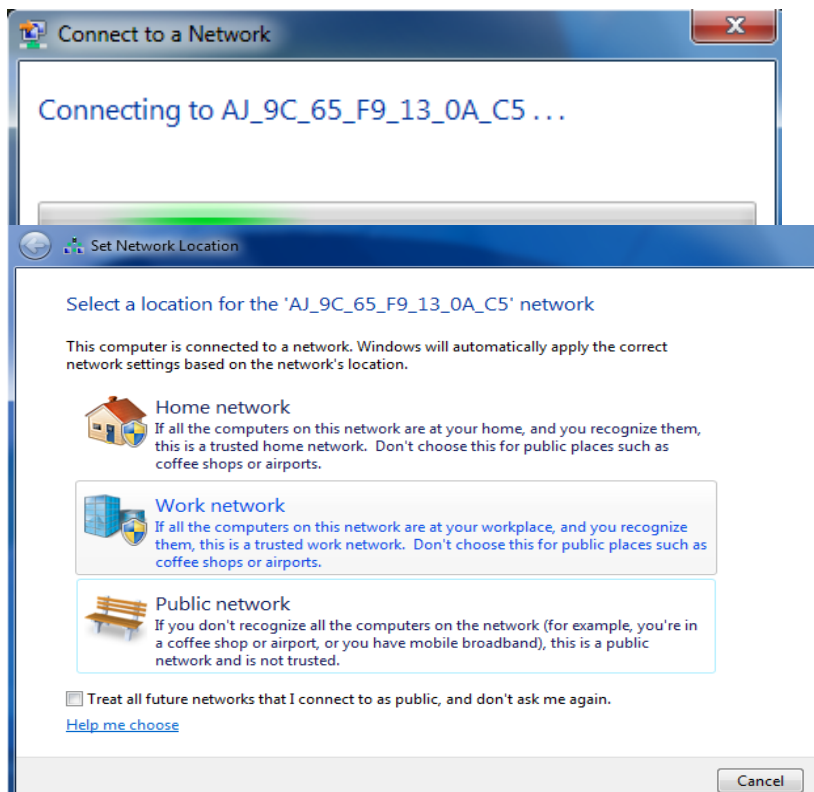 Connect to a Network
Connecting to AJ_9C_65_F9_13_0A_C5 . . .
Set Network Location
Select a location for the 'AJ_9C_65_F9_13_0A_C5' network
This computer is connected to a network. Windows will automatically apply the correct
network settings based on the network's location.
Home network
If all the computers on this network are at your home, and you recognize them,
this is a trusted home network.  Don't choose this for public places such as
coffee shops or airports.
Work network
If all the computers on this network are at your workplace, and you recognize
them, this is a trusted work network.  Don't choose this for public places such as
coffee shops or airports.
Public network
If you don't recognize all the computers on the network (for example, you're in
a coffee shop or airport, or you have mobile broadband), this is a public
network and is not trusted.
Treat all future networks that I connect to as public, and don't ask me again.
Help me choose
Cancel